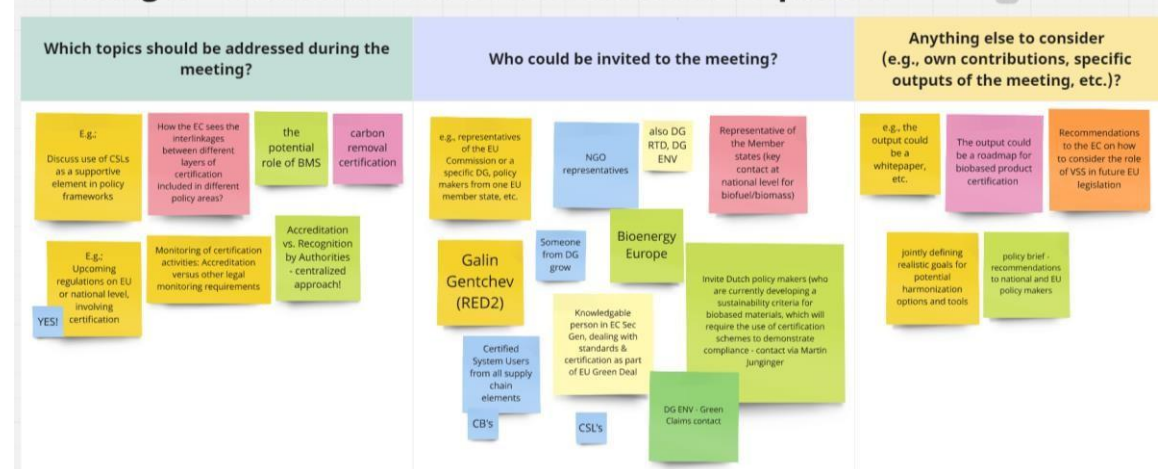 Which topics should be addressed during the
meeting?
Who could be invited to the meeting?
Anything else to consider
(e.g., own contributions, specific
outputs of the meeting, etc.)?
E.g.:
Discuss use of CSLs
as a supportive
element in policy
frameworks
How the EC sees the
interlinkages
between different
layers of
certification
included in different
policy areas?
the
potential
role of BMS
carbon
removal
certification
E.g.:
Upcoming
regulations on EU
or national level,
involving
certification
YES!
Monitoring of certification
activities: Accreditation
versus other legal
monitoring requirements
Accreditation
vs. Recognition
by Authorities
- centralized
approach!
e.g., representatives
of the EU
Commission or a
specific DG, policy
makers from one EU
member state, etc.
NGO
representatives
also DG
RTD, DG
ENV
Representative of
the Member
states (key
contact at
national level for
biofuel/biomass)
Galin
Gentchev
(RED2)
Someone
from DG
grow
Bioenergy
Europe
Invite Dutch policy makers (who
are currently developing a
sustainability criteria for
biobased materials, which will
require the use of certification
schemes to demonstrate
compliance - contact via Martin
Junginger
Knowledgable
person in EC Sec
Gen, dealing with
standards &
certification as part
of EU Green Deal
Certified
System Users
from all supply
chain
elements
CB's
CSL's
DG ENV - Green
Claims contact
e.g., the
output could
be a
whitepaper,
etc.
The output could
be a roadmap for
biobased product
certification
Recommendations
to the EC on how
to consider the role
of VSS in future EU
legislation
jointly defining
realistic goals for
potential
harmonization
options and tools
policy brief -
recommendations
to national and EU
policy makers